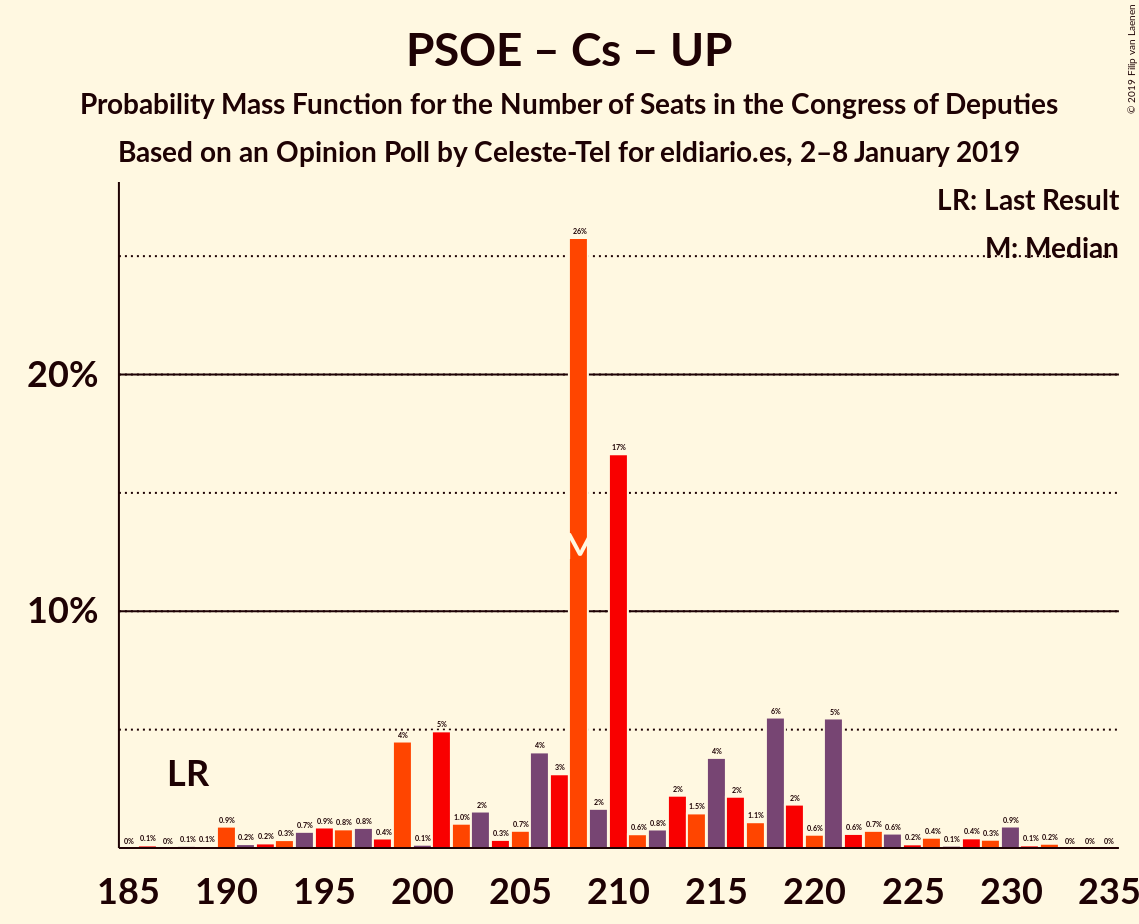 PSOE – Cs – UP
Probability Mass Function for the Number of Seats in the Congress of Deputies
Based on an Opinion Poll by Celeste-Tel for eldiario.es, 2–8 January 2019
© 2019 Filip van Laenen
LR: Last Result
M: Median
20%
10%
LR
M
0% 0.1% 0% 0.1% 0.1% 0.9% 0.2% 0.2% 0.3% 0.7% 0.9% 0.8% 0.8% 0.4% 4% 0.1% 5% 1.0% 2% 0.3% 0.7% 4% 3% 26% 2% 17% 0.6% 0.8% 2% 1.5% 4% 2% 1.1% 6% 2% 0.6% 5% 0.6% 0.7% 0.6% 0.2% 0.4% 0.1% 0.4% 0.3% 0.9% 0.1% 0.2% 0% 0% 0%
185 190 195 200 205 210 215 220 225 230 235